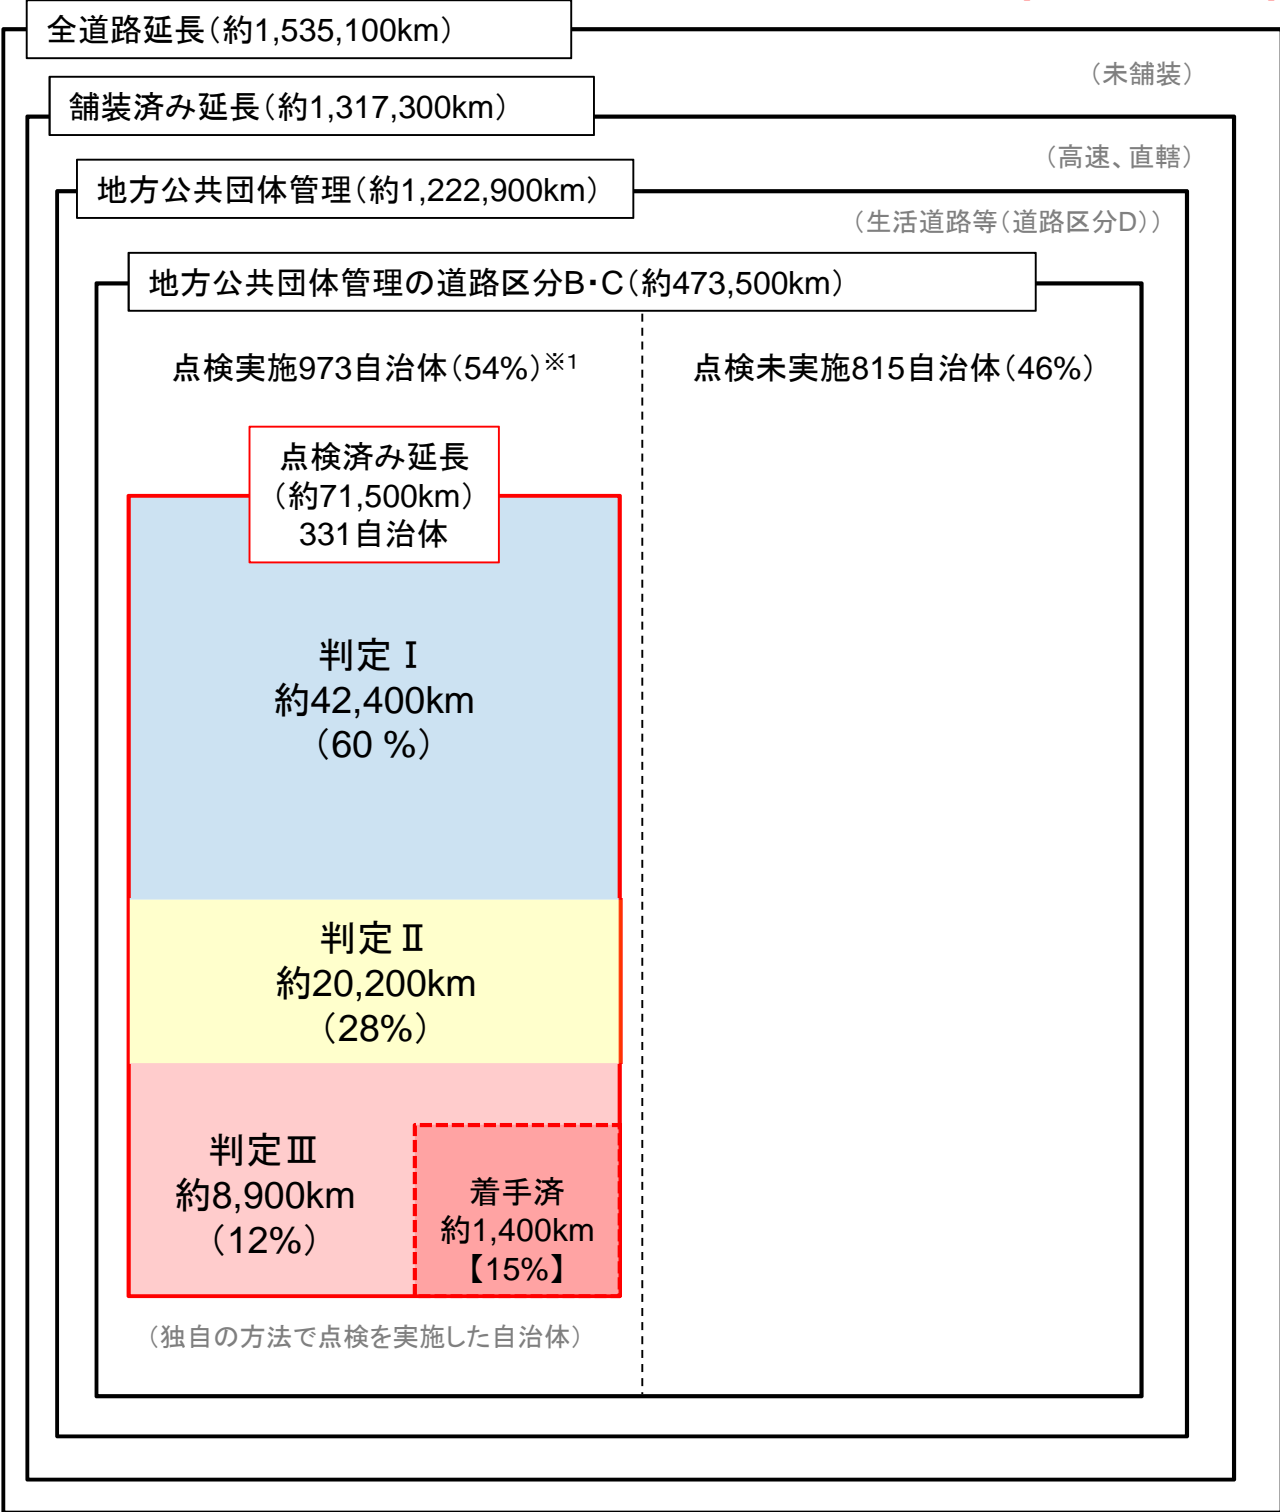 全道路延長（約1,535,100km）
（未舗装）
舗装済み延長（約1,317,300km）
（高速、直轄）
地方公共団体管理（約1,222,900km）
（生活道路等（道路区分D））
地方公共団体管理の道路区分B・C（約473,500km）
点検実施973自治体（54%）※1
点検未実施815自治体（46%）
点検済み延長
（約71,500km）
331自治体
判定Ⅰ
約42,400km
（60 %）
判定Ⅱ
約20,200km
（28%）
判定Ⅲ
約8,900km
（12%）
着手済
約1,400km
【15%】
（独自の方法で点検を実施した自治体）